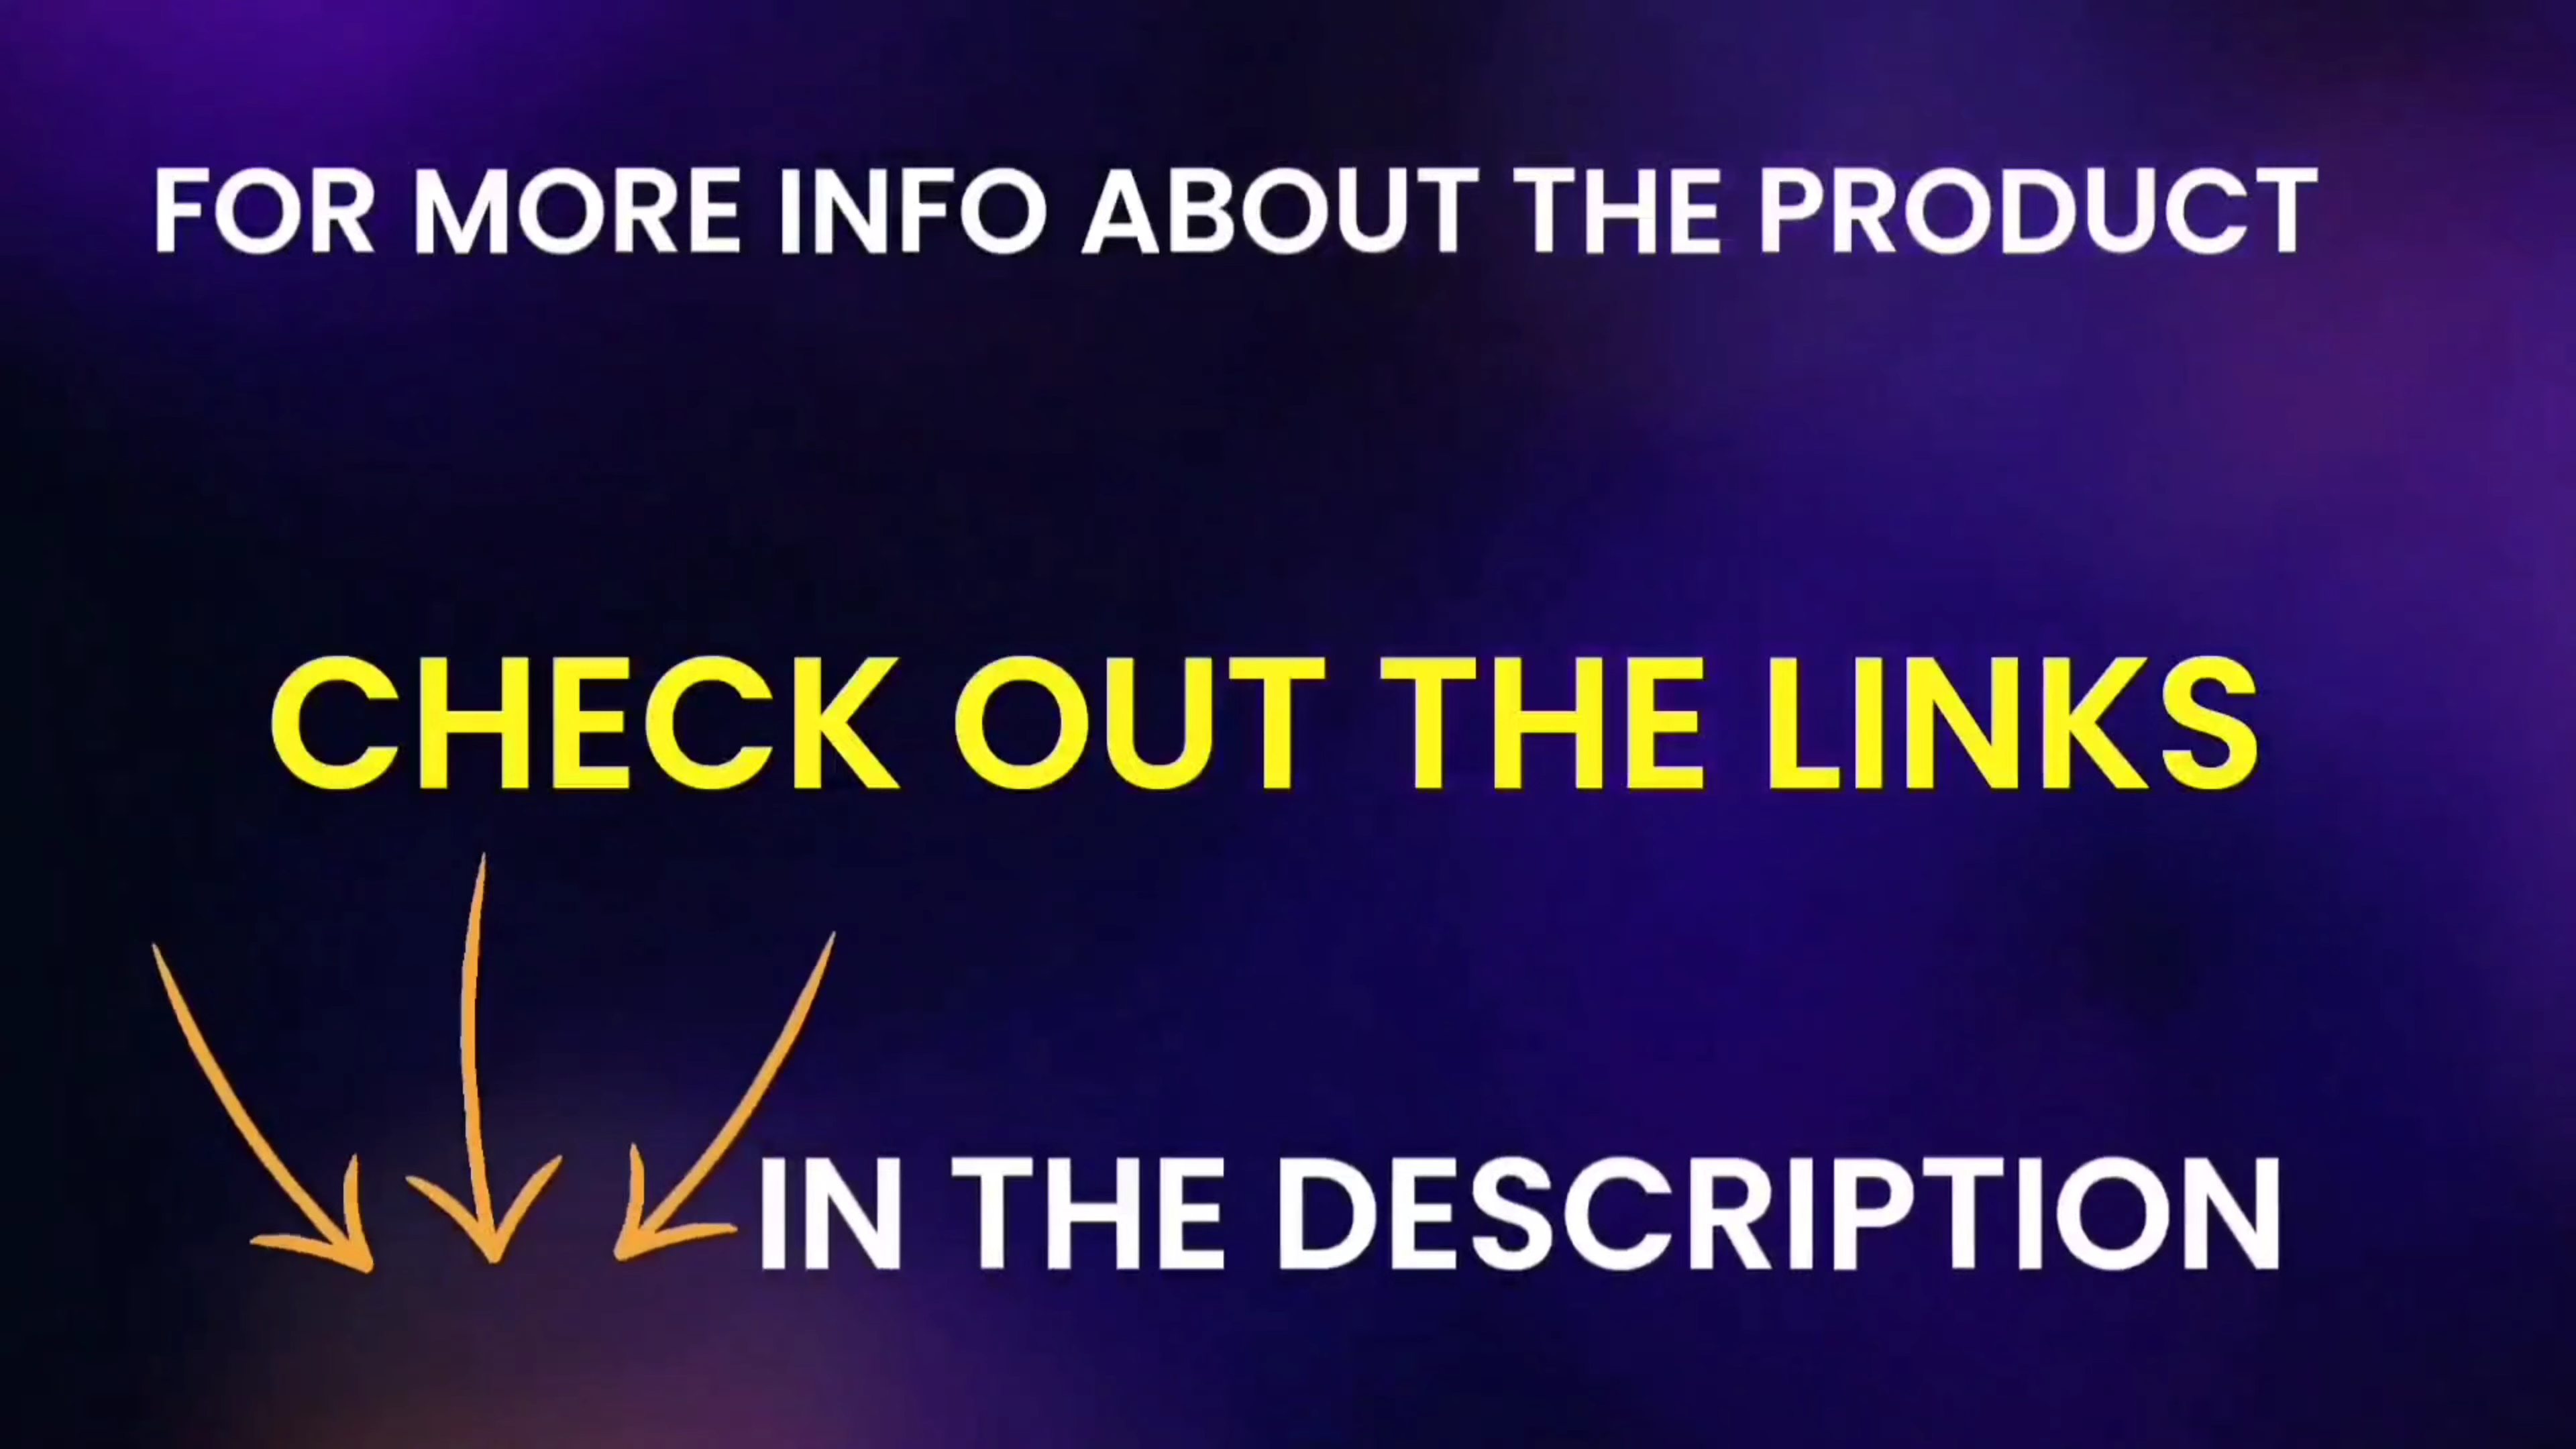 FOR MORE INFO ABOUT THE PRODUCT
CHECK OUT THE LINKS
IN THE DESCRIPTION